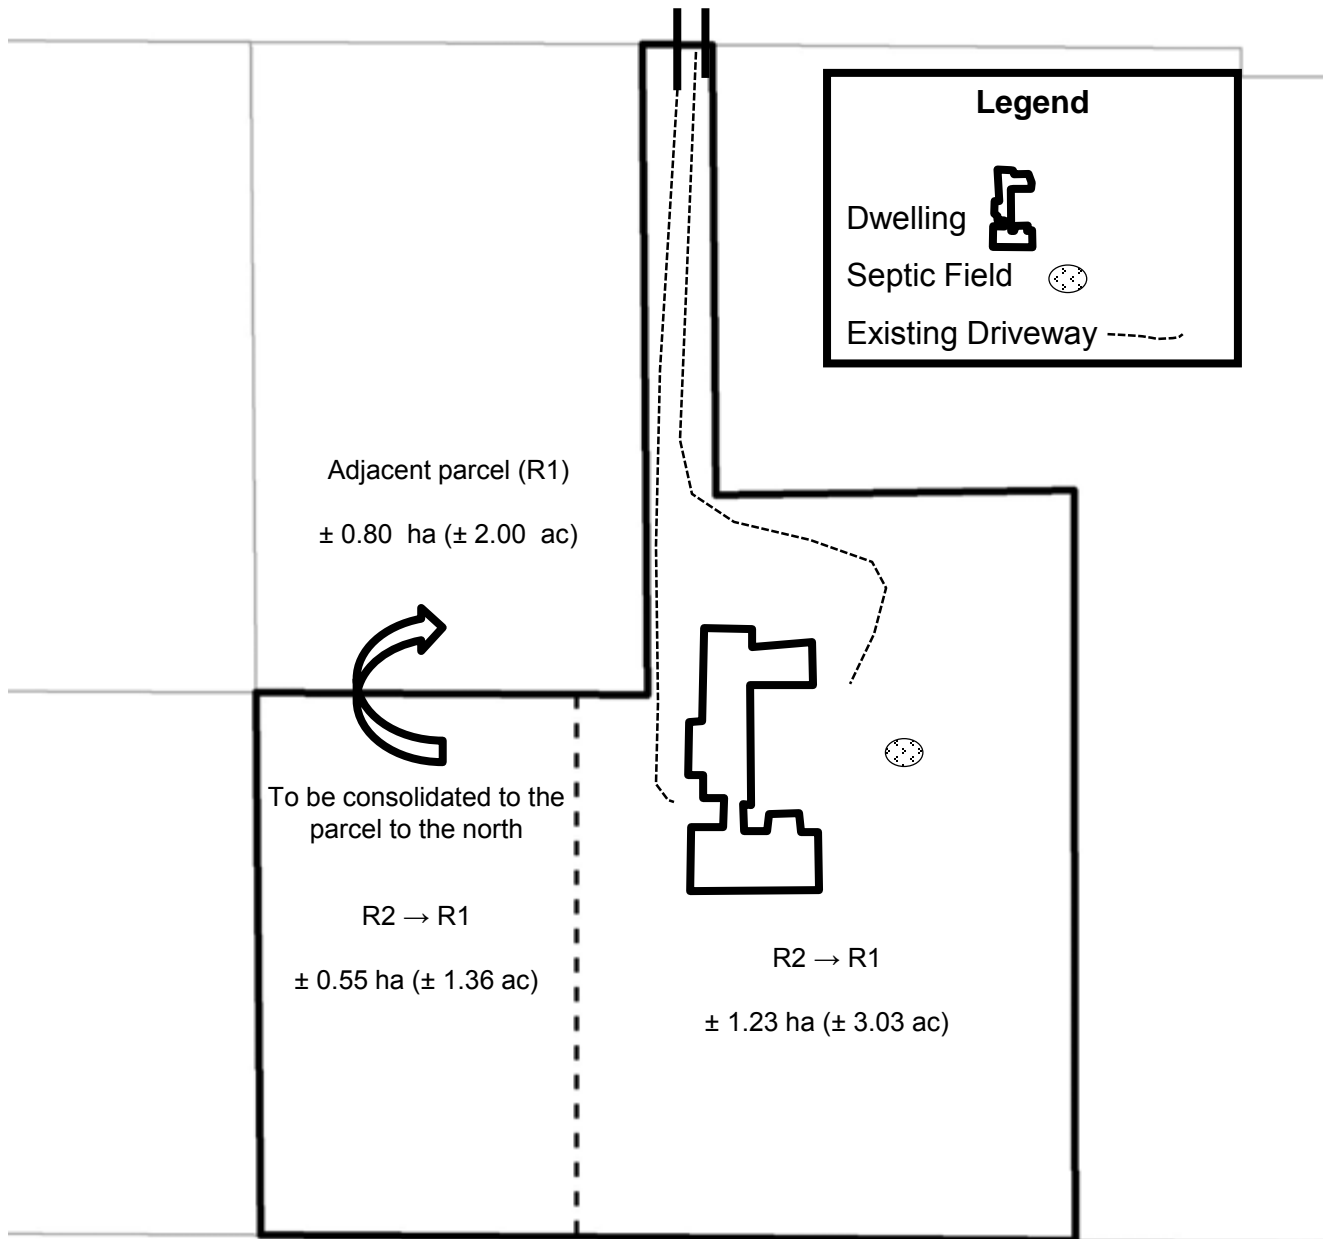 Legend
Dwelling
Septic Field
Existing Driveway
Adjacent parcel (R1)
± 0.80 ha (± 2.00 ac)
To be consolidated to the
parcel to the north
R2 → R1
± 0.55 ha (± 1.36 ac)
R2 → R1
± 1.23 ha (± 3.03 ac)